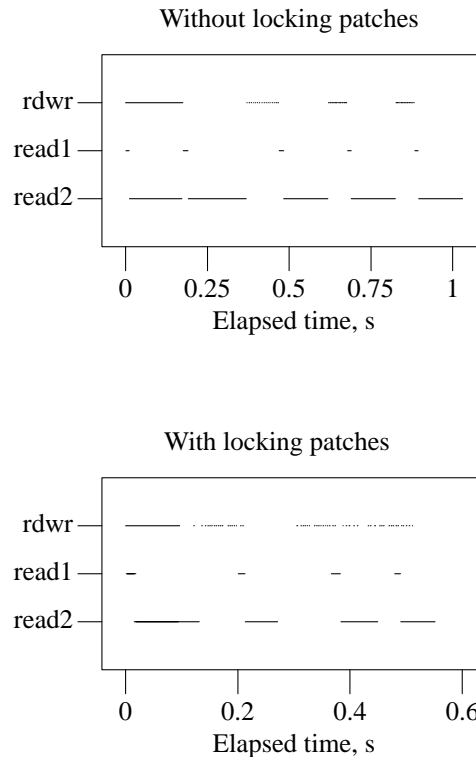 Without locking patches
rdwr
read1
read2
0 0.25 0.5 0.75 1
Elapsed time, s
With locking patches
rdwr
read1
read2
0 0.2 0.4 0.6
Elapsed time, s